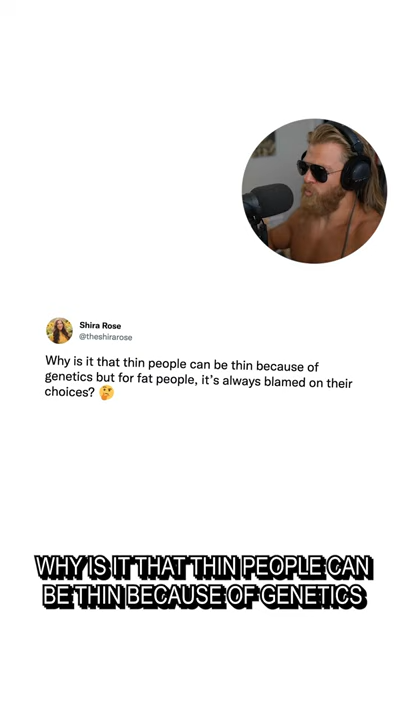 Shira Rose
@theshirarose
Why is it that thin people can be thin because of
genetics but for fat people, it's always blamed on their
choices? 🤔
WHY IS IT THAT THIN PEOPLE CAN
BE THIN BECAUSE OF GENETICS